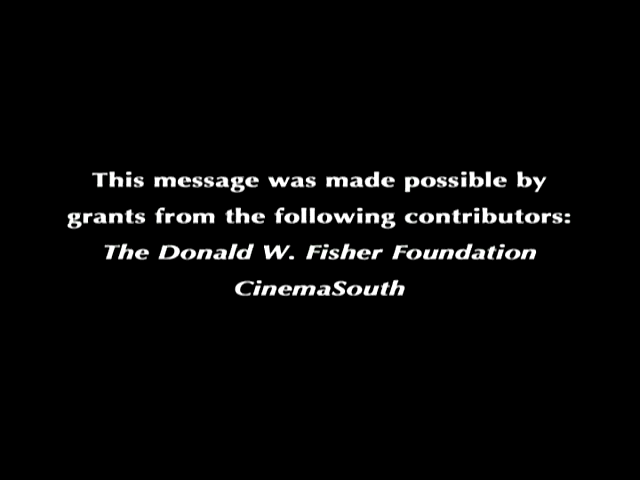 This message was made possible by
grants from the following contributors:
The Donald W. Fisher Foundation
CinemaSouth